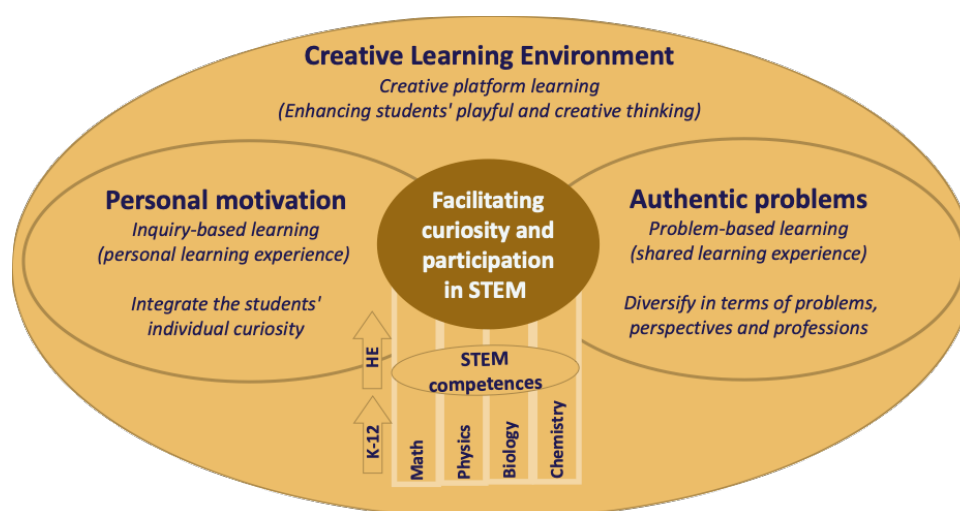 Creative Learning Environment
Creative platform learning
(Enhancing students' playful and creative thinking)
Personal motivation
Inquiry-based learning
(personal learning experience)
Integrate the students'
individual curiosity
Facilitating
curiosity and
participation
in STEM
Authentic problems
Problem-based learning
(shared learning experience)
Diversify in terms of problems,
perspectives and professions
HE
K-12
STEM
competences
Math
Physics
Biology
Chemistry